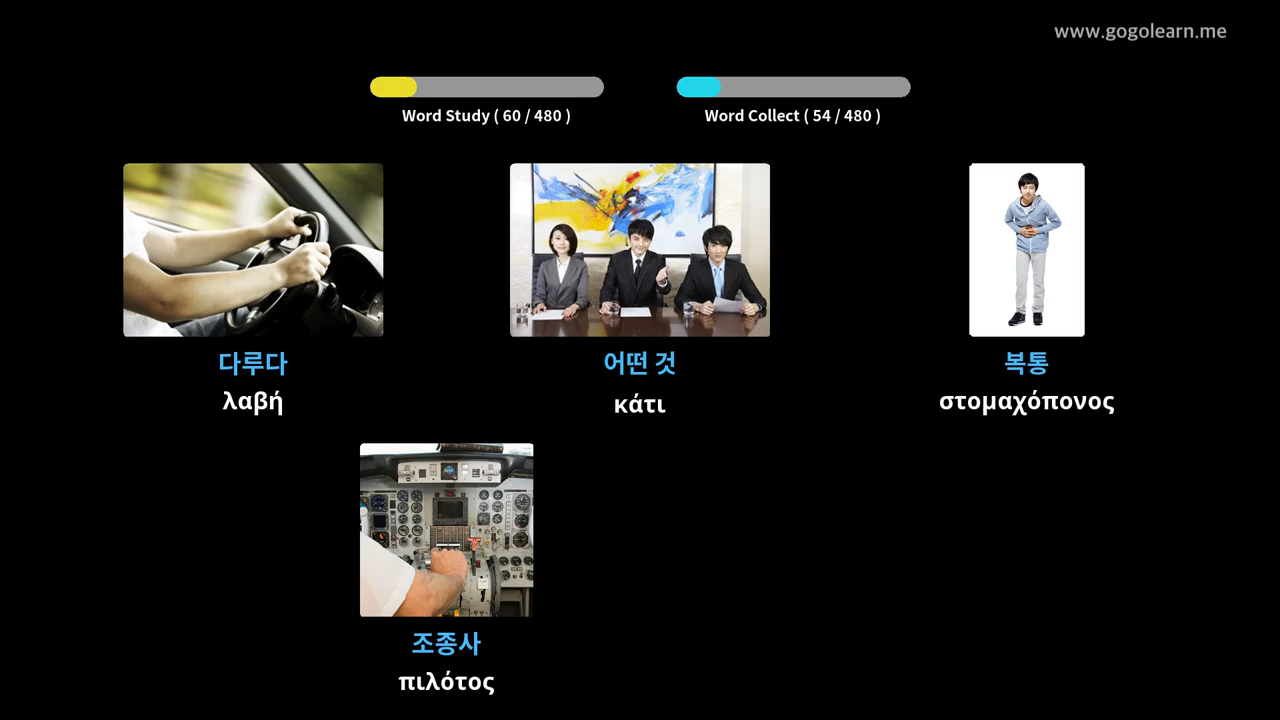 www.gogolearn.me
Word Study ( 60 / 480 )
Word Collect ( 54 / 480 )
다루다
λαβή
어떤 것
κάτι
복통
στομαχόπονος
조종사
πιλότος